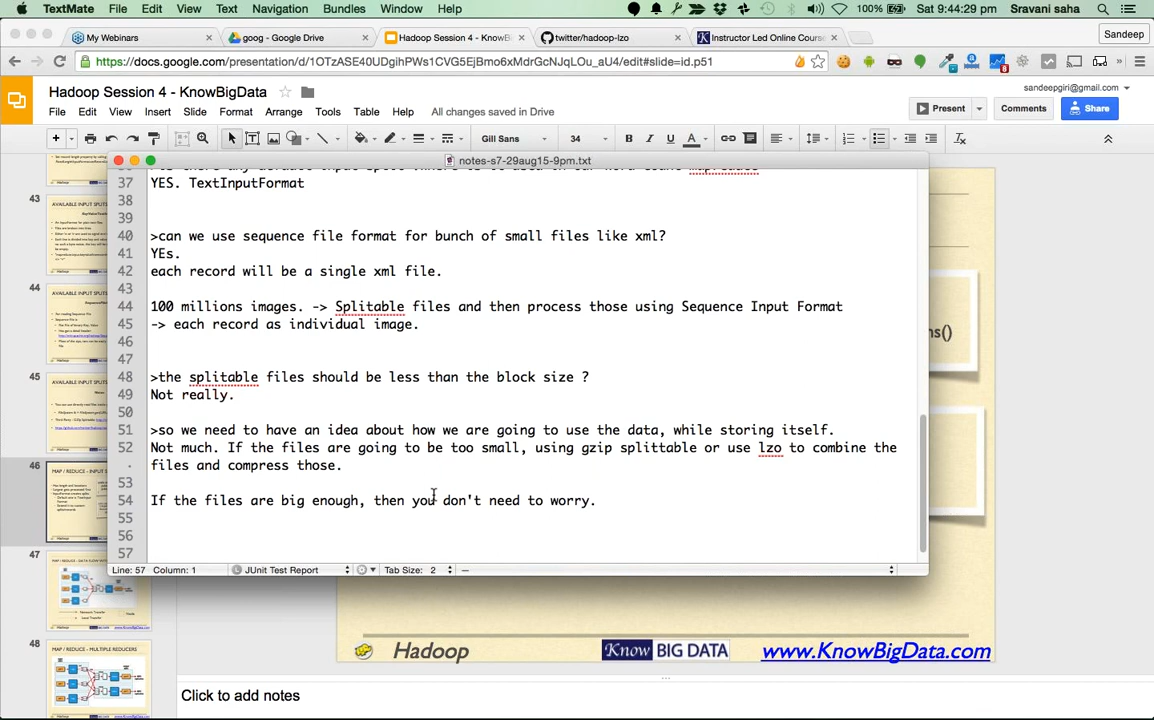 TextMate File Edit View Text Navigation Bundles Window Help 100% Sat 9:44:29 pm Sravani saha
My Webinars goog - Google Drive Hadoop Session 4 - KnowBi twitter/hadoop-lzo Instructor Led Online Cours Sandeep
https://docs.google.com/presentation/d/1OTzASE40UDgihPWs1CVG5EjBmo6xMdrGcNJqLOu_aU4/edit#slide=id.p51
Hadoop Session 4 - KnowBigData
sandeepgiri@gmail.com
File Edit View Insert Slide Format Arrange Tools Table Help All changes saved in Drive
Present Comments Share
Gill Sans 34 B I U A
notes-s7-29aug15-9pm.txt
37 YES. TextInputFormat
38
39
40 >can we use sequence file format for bunch of small files like xml?
41 YEs.
42 each record will be a single xml file.
43
44 100 millions images. -> Splitable files and then process those using Sequence Input Format
45 -> each record as individual image.
46
47
48 >the splitable files should be less than the block size ?
49 Not really.
50
51 >so we need to have an idea about how we are going to use the data, while storing itself.
52 Not much. If the files are going to be too small, using gzip splittable or use lzo to combine the
files and compress those.
53
54 If the files are big enough, then you don't need to worry.
55
56
57
Line: 57 Column: 1 JUnit Test Report Tab Size: 2 —
43
44
45
46
47
48
MAP / REDUCE - MULTIPLE REDUCERS
ns()
Hadoop Know BIG DATA www.KnowBigData.com
Click to add notes